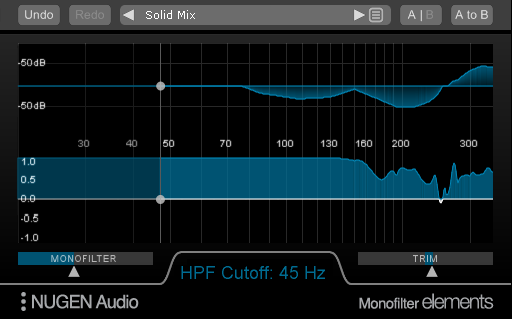 Undo Redo Solid Mix A | B A to B
-50dB
-50dB
30 40 50 70 100 130 160 200 300
1.0
0.5
0.0
-0.5
-1.0
MONOFILTER TRIM
HPF Cutoff: 45 Hz
NUGEN Audio Monofilter elements